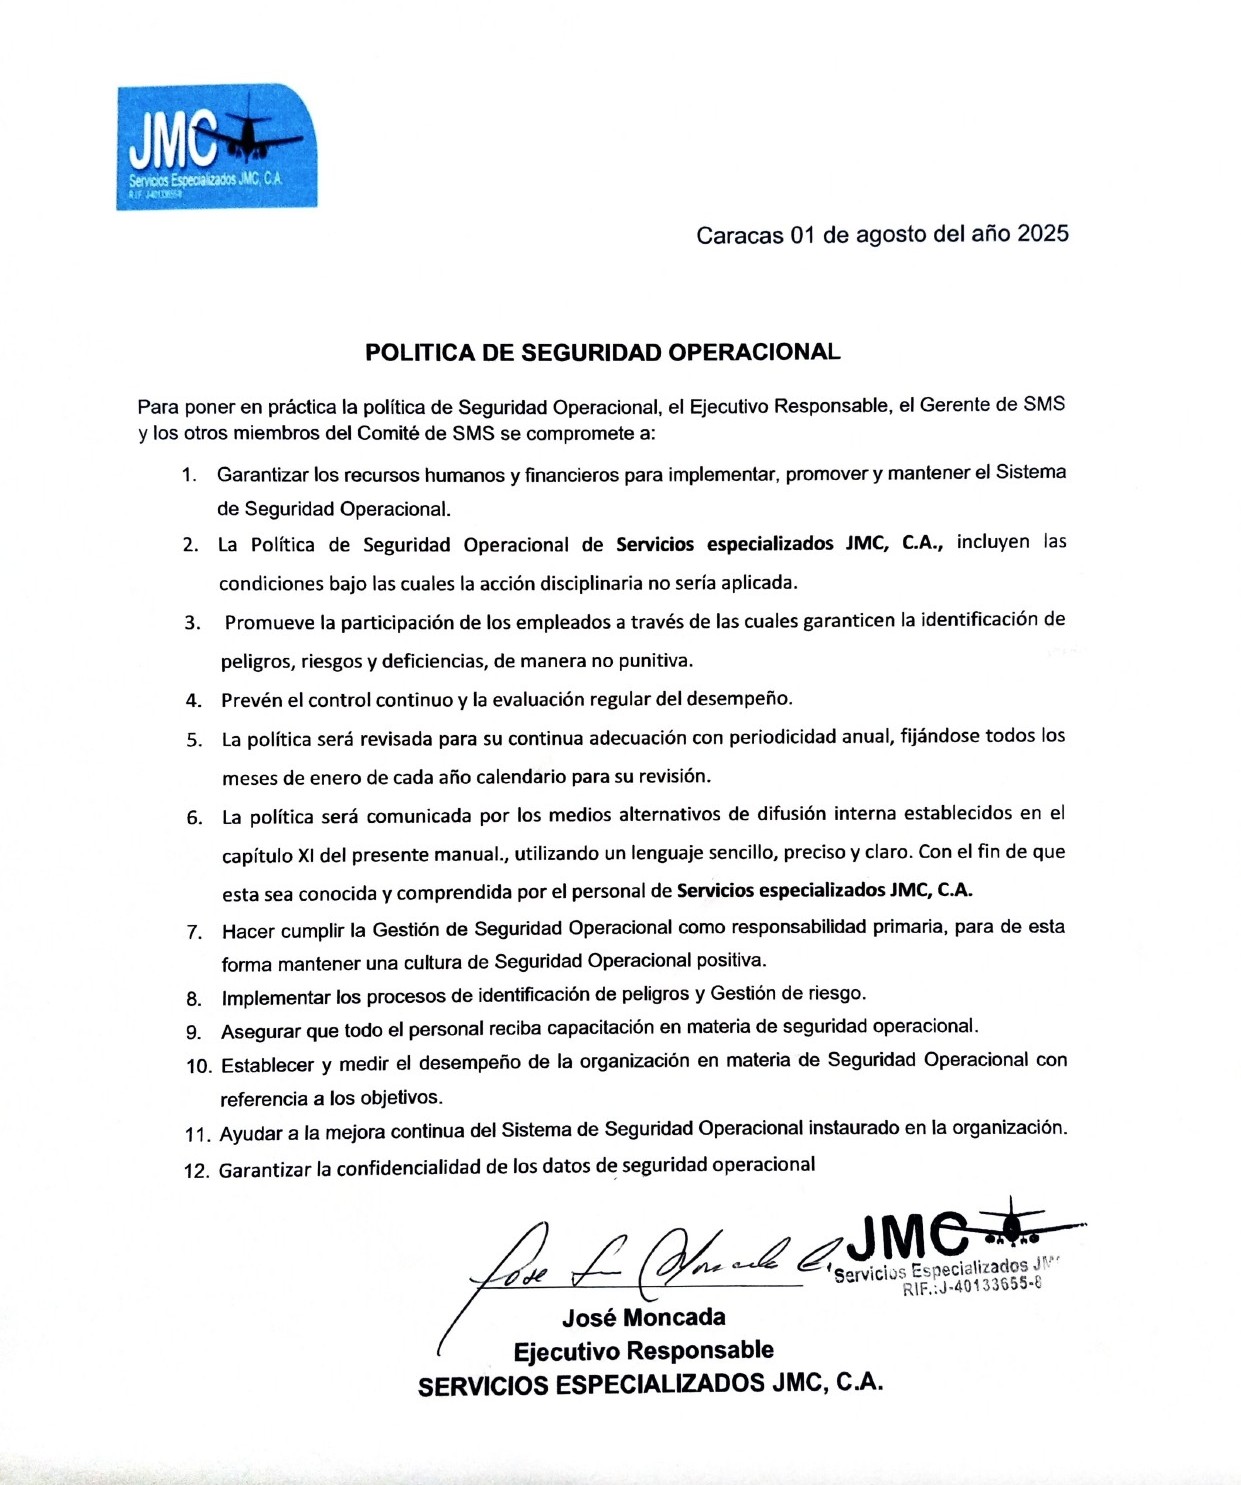 JMC
Servicios Especializados JMC, C.A.
Caracas 01 de agosto del año 2025
POLITICA DE SEGURIDAD OPERACIONAL
Para poner en práctica la política de Seguridad Operacional, el Ejecutivo Responsable, el Gerente de SMS
y los otros miembros del Comité de SMS se compromete a:
1. Garantizar los recursos humanos y financieros para implementar, promover y mantener el Sistema
de Seguridad Operacional.
2. La Política de Seguridad Operacional de Servicios especializados JMC, C.A., incluyen las
condiciones bajo las cuales la acción disciplinaria no sería aplicada.
3. Promueve la participación de los empleados a través de las cuales garanticen la identificación de
peligros, riesgos y deficiencias, de manera no punitiva.
4. Prevén el control continuo y la evaluación regular del desempeño.
5. La política será revisada para su continua adecuación con periodicidad anual, fijándose todos los
meses de enero de cada año calendario para su revisión.
6. La política será comunicada por los medios alternativos de difusión interna establecidos en el
capítulo XI del presente manual., utilizando un lenguaje sencillo, preciso y claro. Con el fin de que
esta sea conocida y comprendida por el personal de Servicios especializados JMC, C.A.
7. Hacer cumplir la Gestión de Seguridad Operacional como responsabilidad primaria, para de esta
forma mantener una cultura de Seguridad Operacional positiva.
8. Implementar los procesos de identificación de peligros y Gestión de riesgo.
9. Asegurar que todo el personal reciba capacitación en materia de seguridad operacional.
10. Establecer y medir el desempeño de la organización en materia de Seguridad Operacional con
referencia a los objetivos.
11. Ayudar a la mejora continua del Sistema de Seguridad Operacional instaurado en la organización.
12. Garantizar la confidencialidad de los datos de seguridad operacional
JMC
Servicios Especializados JM
RIF.:J-40133655-8
José Moncada
Ejecutivo Responsable
SERVICIOS ESPECIALIZADOS JMC, C.A.